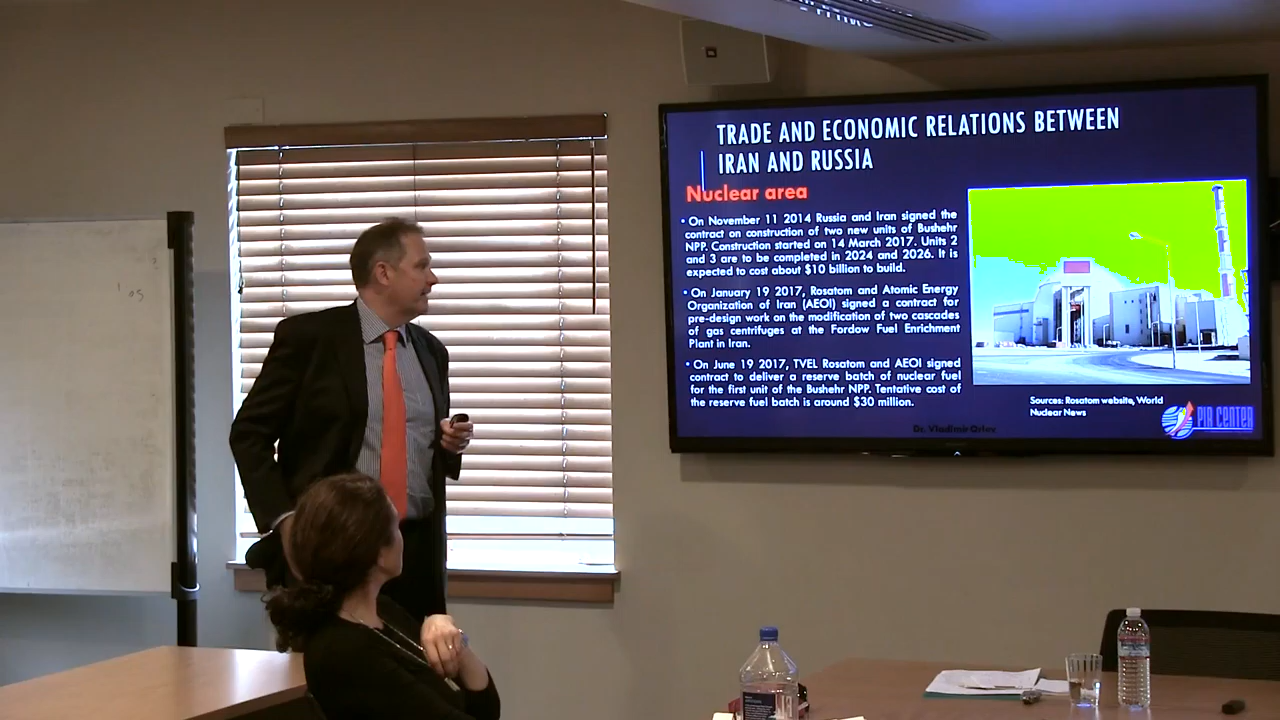 TRADE AND ECONOMIC RELATIONS BETWEEN
IRAN AND RUSSIA
Nuclear area
• On November 11 2014 Russia and Iran signed the
contract on construction of two new units of Bushehr
NPP. Construction started on 14 March 2017. Units 2
and 3 are to be completed in 2024 and 2026. It is
expected to cost about $10 billion to build.
• On January 19 2017, Rosatom and Atomic Energy
Organization of Iran (AEOI) signed a contract for
pre-design work on the modification of two cascades
of gas centrifuges at the Fordow Fuel Enrichment
Plant in Iran.
• On June 19 2017, TVEL Rosatom and AEOI signed
contract to deliver a reserve batch of nuclear fuel
for the first unit of the Bushehr NPP. Tentative cost of
the reserve fuel batch is around $30 million.
Sources: Rosatom website, World
Nuclear News
PIR CENTER
Dr. Vladimir Orlov